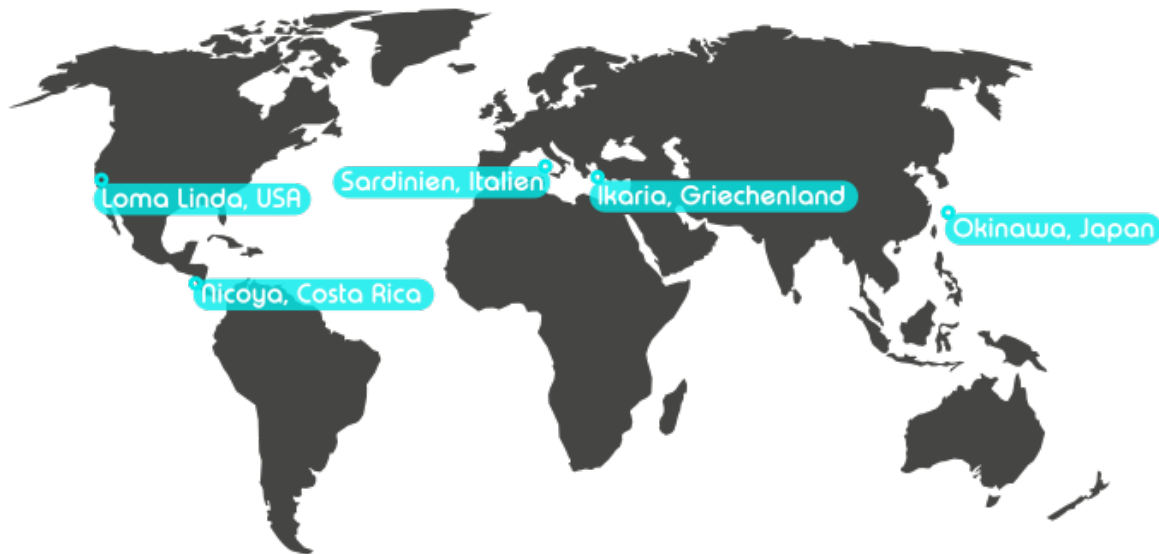 Loma Linda, USA
Sardinien, Italien
Ikaria, Griechenland
Okinawa, Japan
Nicoya, Costa Rica